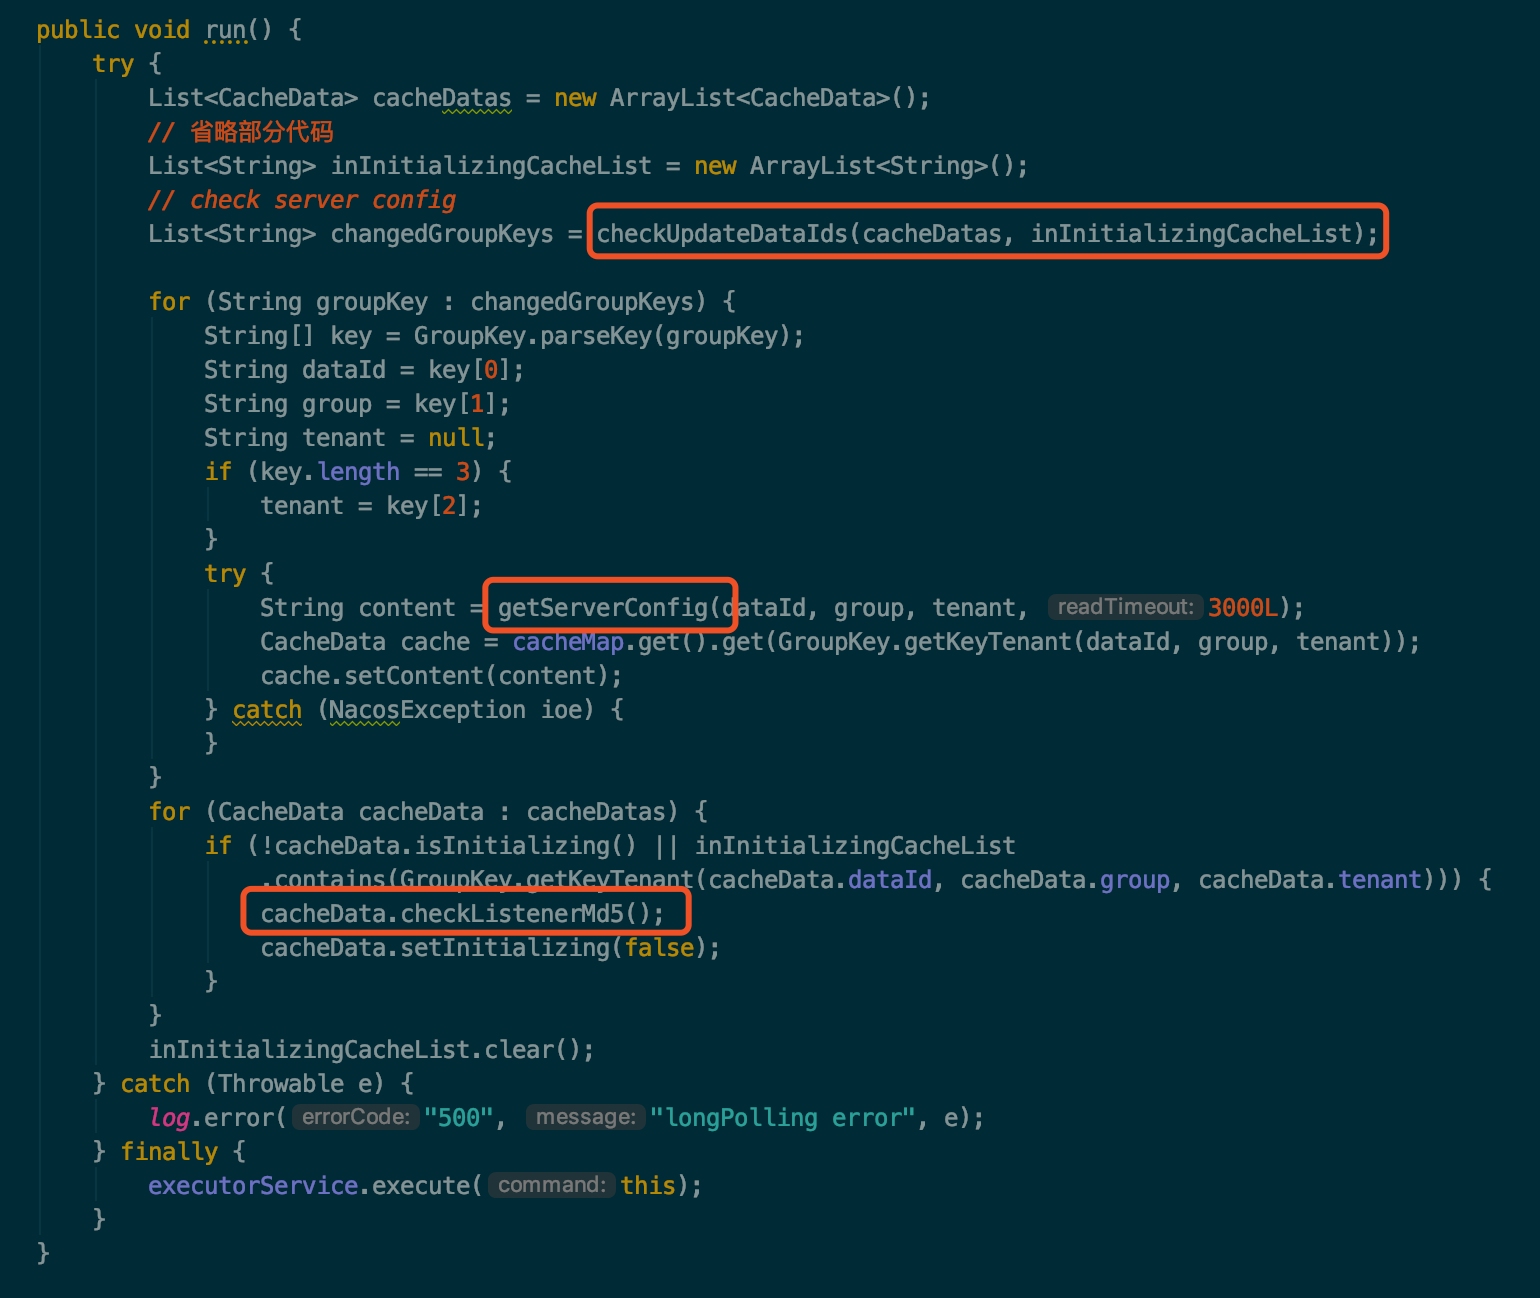 public void run() {
    try {
        List<CacheData> cacheDatas = new ArrayList<CacheData>();
        // 省略部分代码
        List<String> inInitializingCacheList = new ArrayList<String>();
        // check server config
        List<String> changedGroupKeys = checkUpdateDataIds(cacheDatas, inInitializingCacheList);

        for (String groupKey : changedGroupKeys) {
            String[] key = GroupKey.parseKey(groupKey);
            String dataId = key[0];
            String group = key[1];
            String tenant = null;
            if (key.length == 3) {
                tenant = key[2];
            }
            try {
                String content = getServerConfig(dataId, group, tenant, readTimeout: 3000L);
                CacheData cache = cacheMap.get().get(GroupKey.getKeyTenant(dataId, group, tenant));
                cache.setContent(content);
            } catch (NacosException ioe) {
            }
        }
        for (CacheData cacheData : cacheDatas) {
            if (!cacheData.isInitializing() || inInitializingCacheList
                .contains(GroupKey.getKeyTenant(cacheData.dataId, cacheData.group, cacheData.tenant))) {
                cacheData.checkListenerMd5();
                cacheData.setInitializing(false);
            }
        }
        inInitializingCacheList.clear();
    } catch (Throwable e) {
        log.error( errorCode: "500", message: "longPolling error", e);
    } finally {
        executorService.execute( command: this);
    }
}